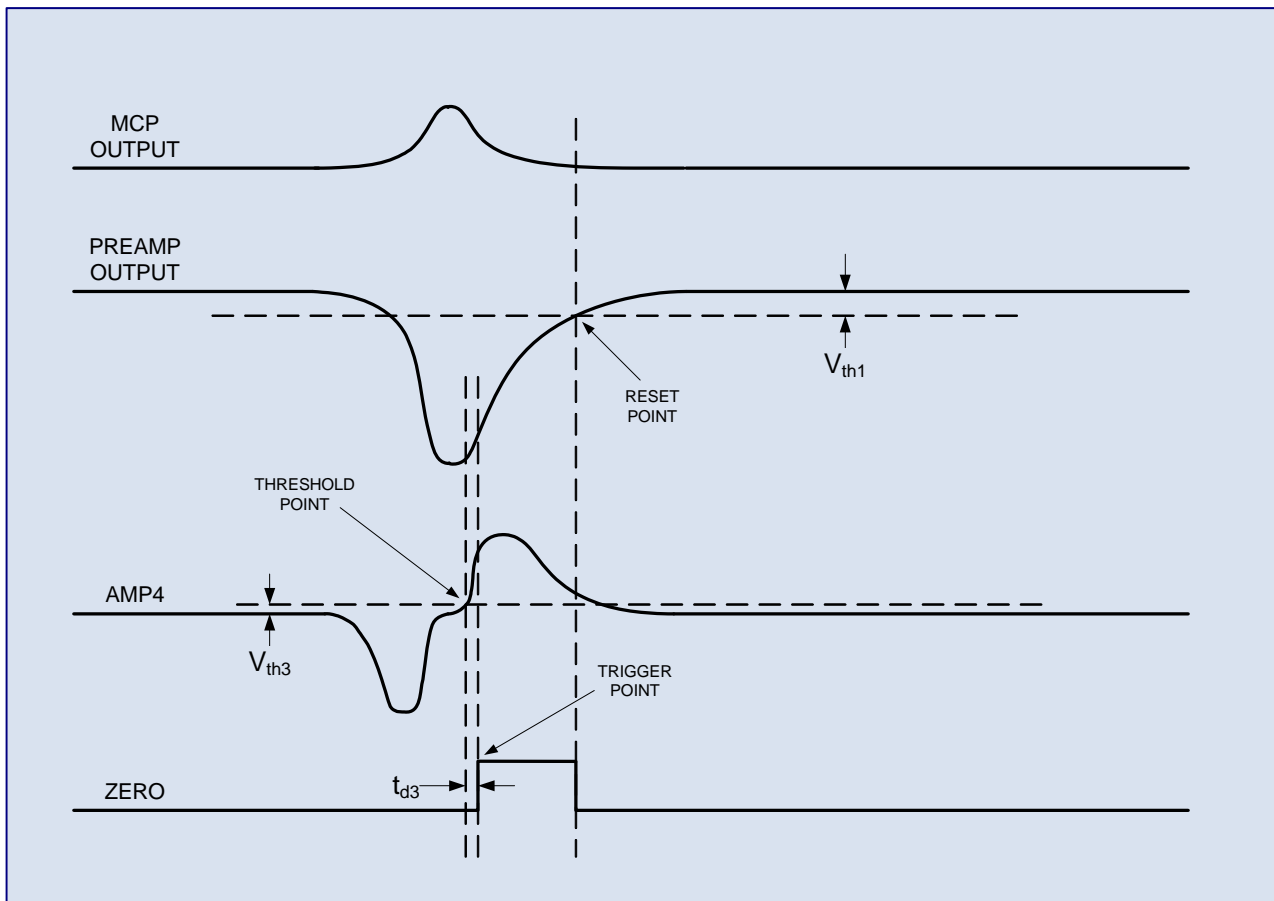 MCP
OUTPUT
PREAMP
OUTPUT
Vth1
RESET
POINT
THRESHOLD
POINT
AMP4
Vth3
TRIGGER
POINT
td3
ZERO